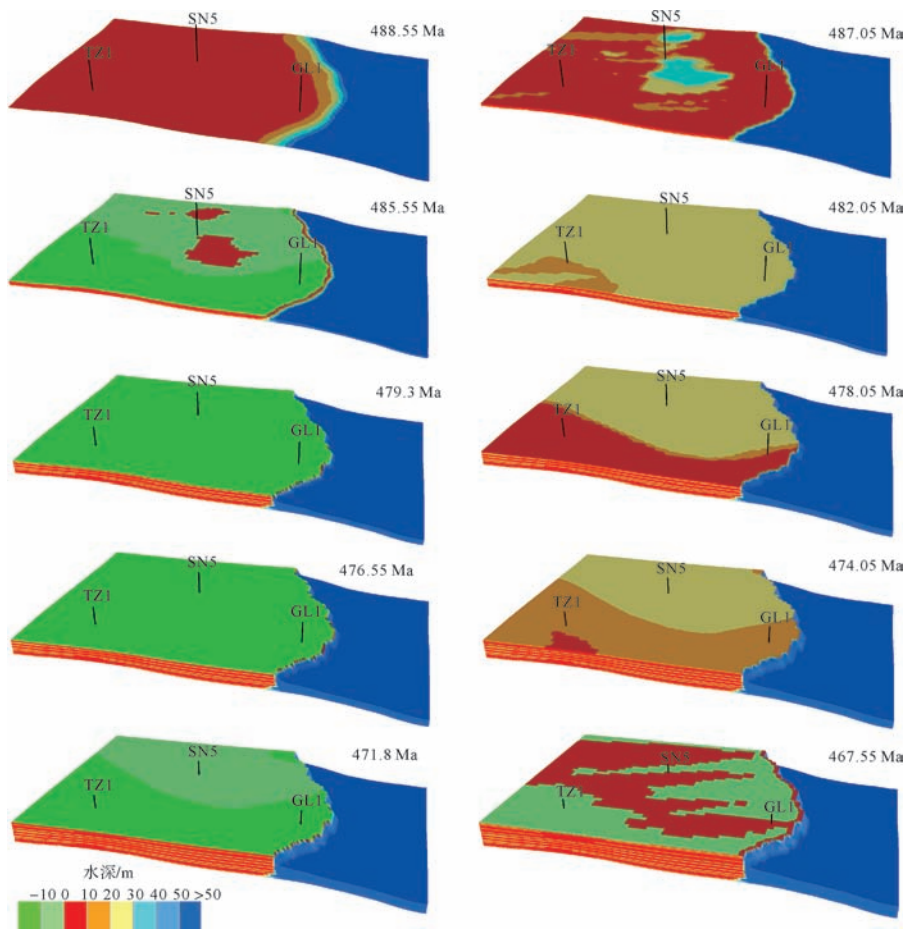 SN5
TZ1
GL1
488.55 Ma
SN5
TZ1
GL1
487.05 Ma
SN5
TZ1
GL1
485.55 Ma
SN5
TZ1
GL1
482.05 Ma
SN5
TZ1
GL1
479.3 Ma
SN5
TZ1
GL1
478.05 Ma
SN5
TZ1
GL1
476.55 Ma
SN5
TZ1
GL1
474.05 Ma
SN5
TZ1
GL1
471.8 Ma
SN5
TZ1
GL1
467.55 Ma
水深/m
-10 0 10 20 30 40 50 >50